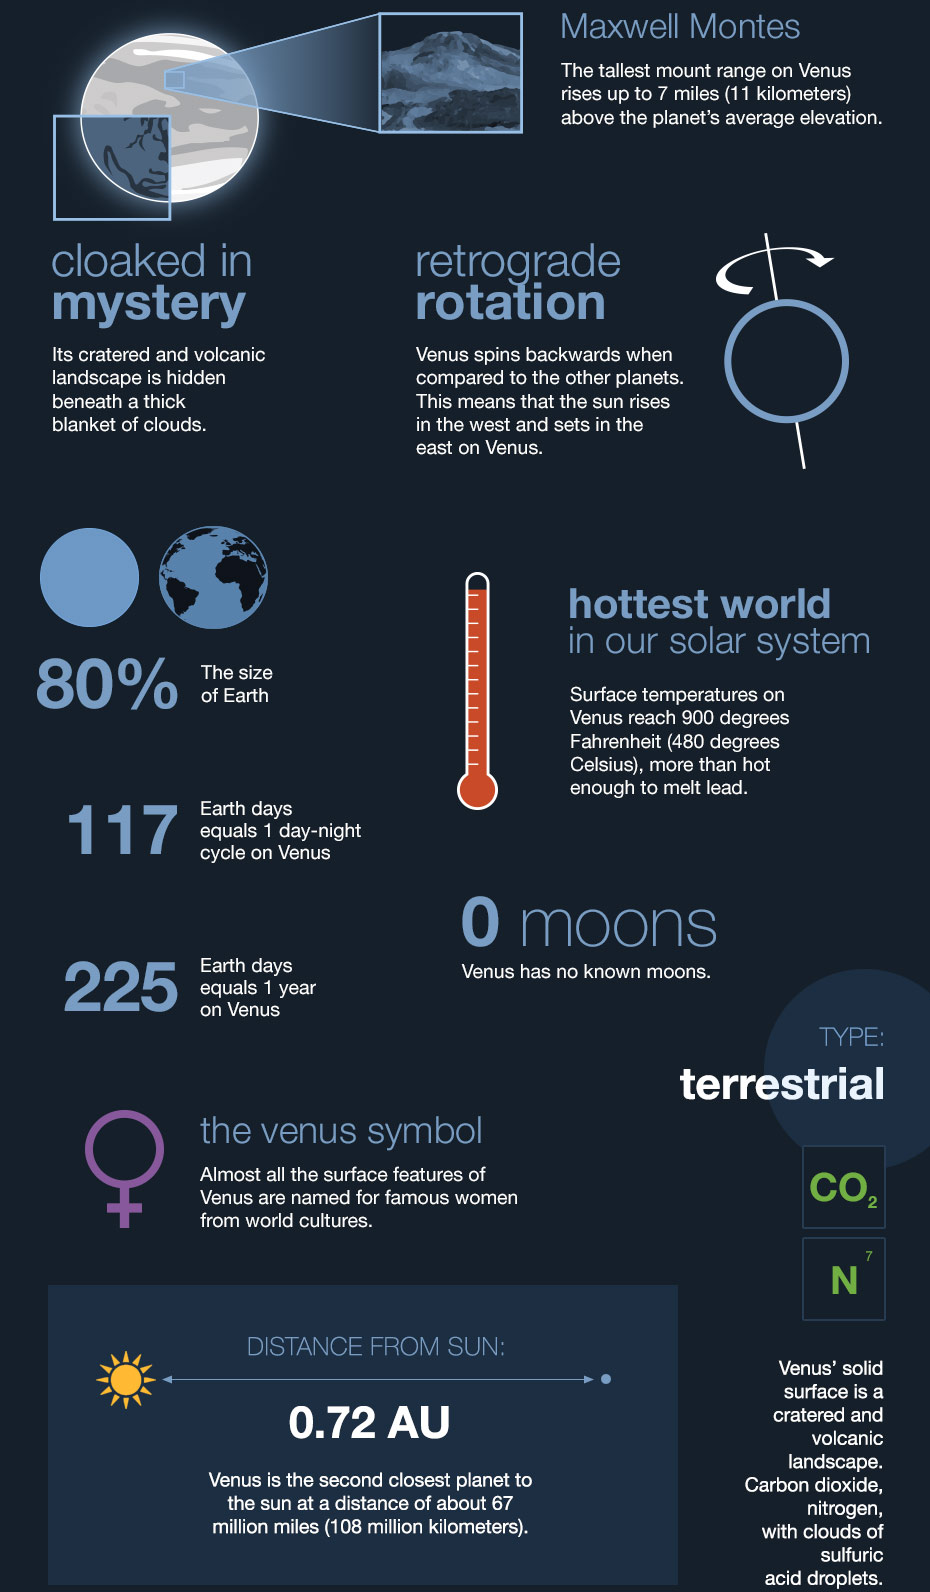 Maxwell Montes
The tallest mount range on Venus
rises up to 7 miles (11 kilometers)
above the planet's average elevation.
cloaked in
mystery
Its cratered and volcanic
landscape is hidden
beneath a thick
blanket of clouds.
retrograde
rotation
Venus spins backwards when
compared to the other planets.
This means that the sun rises
in the west and sets in the
east on Venus.
80%
The size
of Earth
hottest world
in our solar system
Surface temperatures on
Venus reach 900 degrees
Fahrenheit (480 degrees
Celsius), more than hot
enough to melt lead.
117
Earth days
equals 1 day-night
cycle on Venus
0 moons
Venus has no known moons.
225
Earth days
equals 1 year
on Venus
TYPE:
terrestrial
the venus symbol
Almost all the surface features of
Venus are named for famous women
from world cultures.
CO₂
7
N
DISTANCE FROM SUN:
0.72 AU
Venus is the second closest planet to
the sun at a distance of about 67
million miles (108 million kilometers).
Venus' solid
surface is a
cratered and
volcanic
landscape.
Carbon dioxide,
nitrogen,
with clouds of
sulfuric
acid droplets.